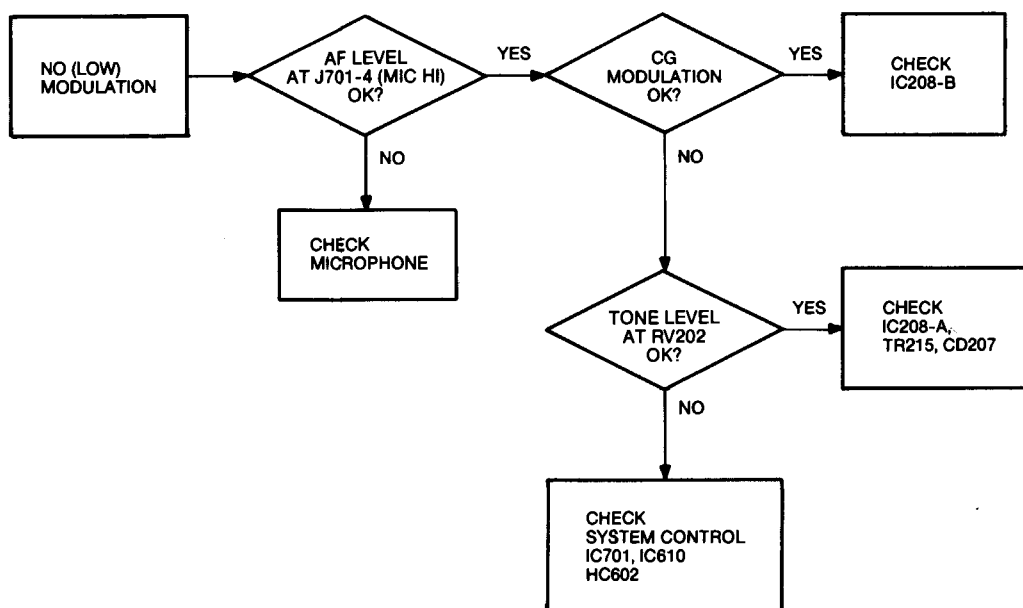 NO (LOW)
MODULATION
AF LEVEL
AT J701-4 (MIC HI)
OK?
YES
CG
MODULATION
OK?
YES
CHECK
IC208-B
NO
NO
CHECK
MICROPHONE
TONE LEVEL
AT RV202
OK?
YES
CHECK
IC208-A,
TR215, CD207
NO
CHECK
SYSTEM CONTROL
IC701, IC610
HC602